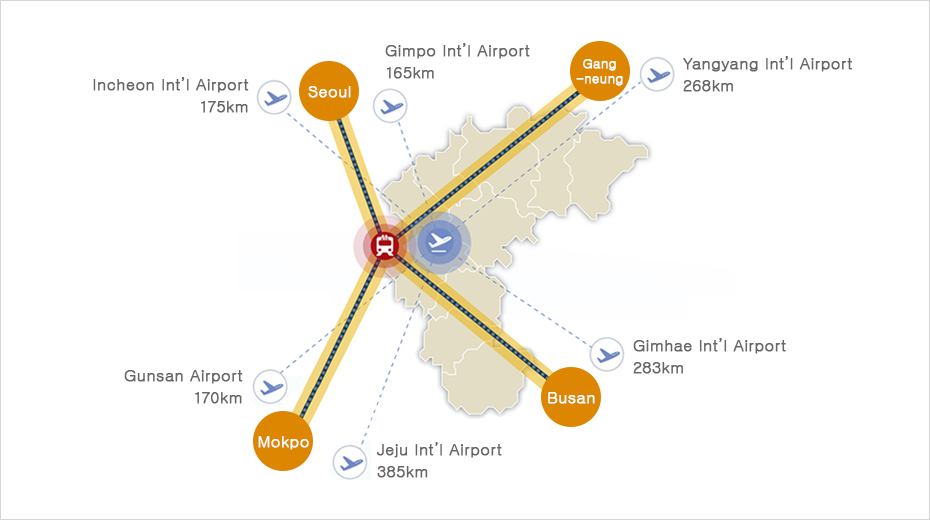 Gimpo Int'l Airport
165km
Incheon Int'l Airport
175km
Seoul
Gang
-neung
Yangyang Int'l Airport
268km
Gimhae Int'l Airport
283km
Gunsan Airport
170km
Busan
Mokpo
Jeju Int'l Airport
385km